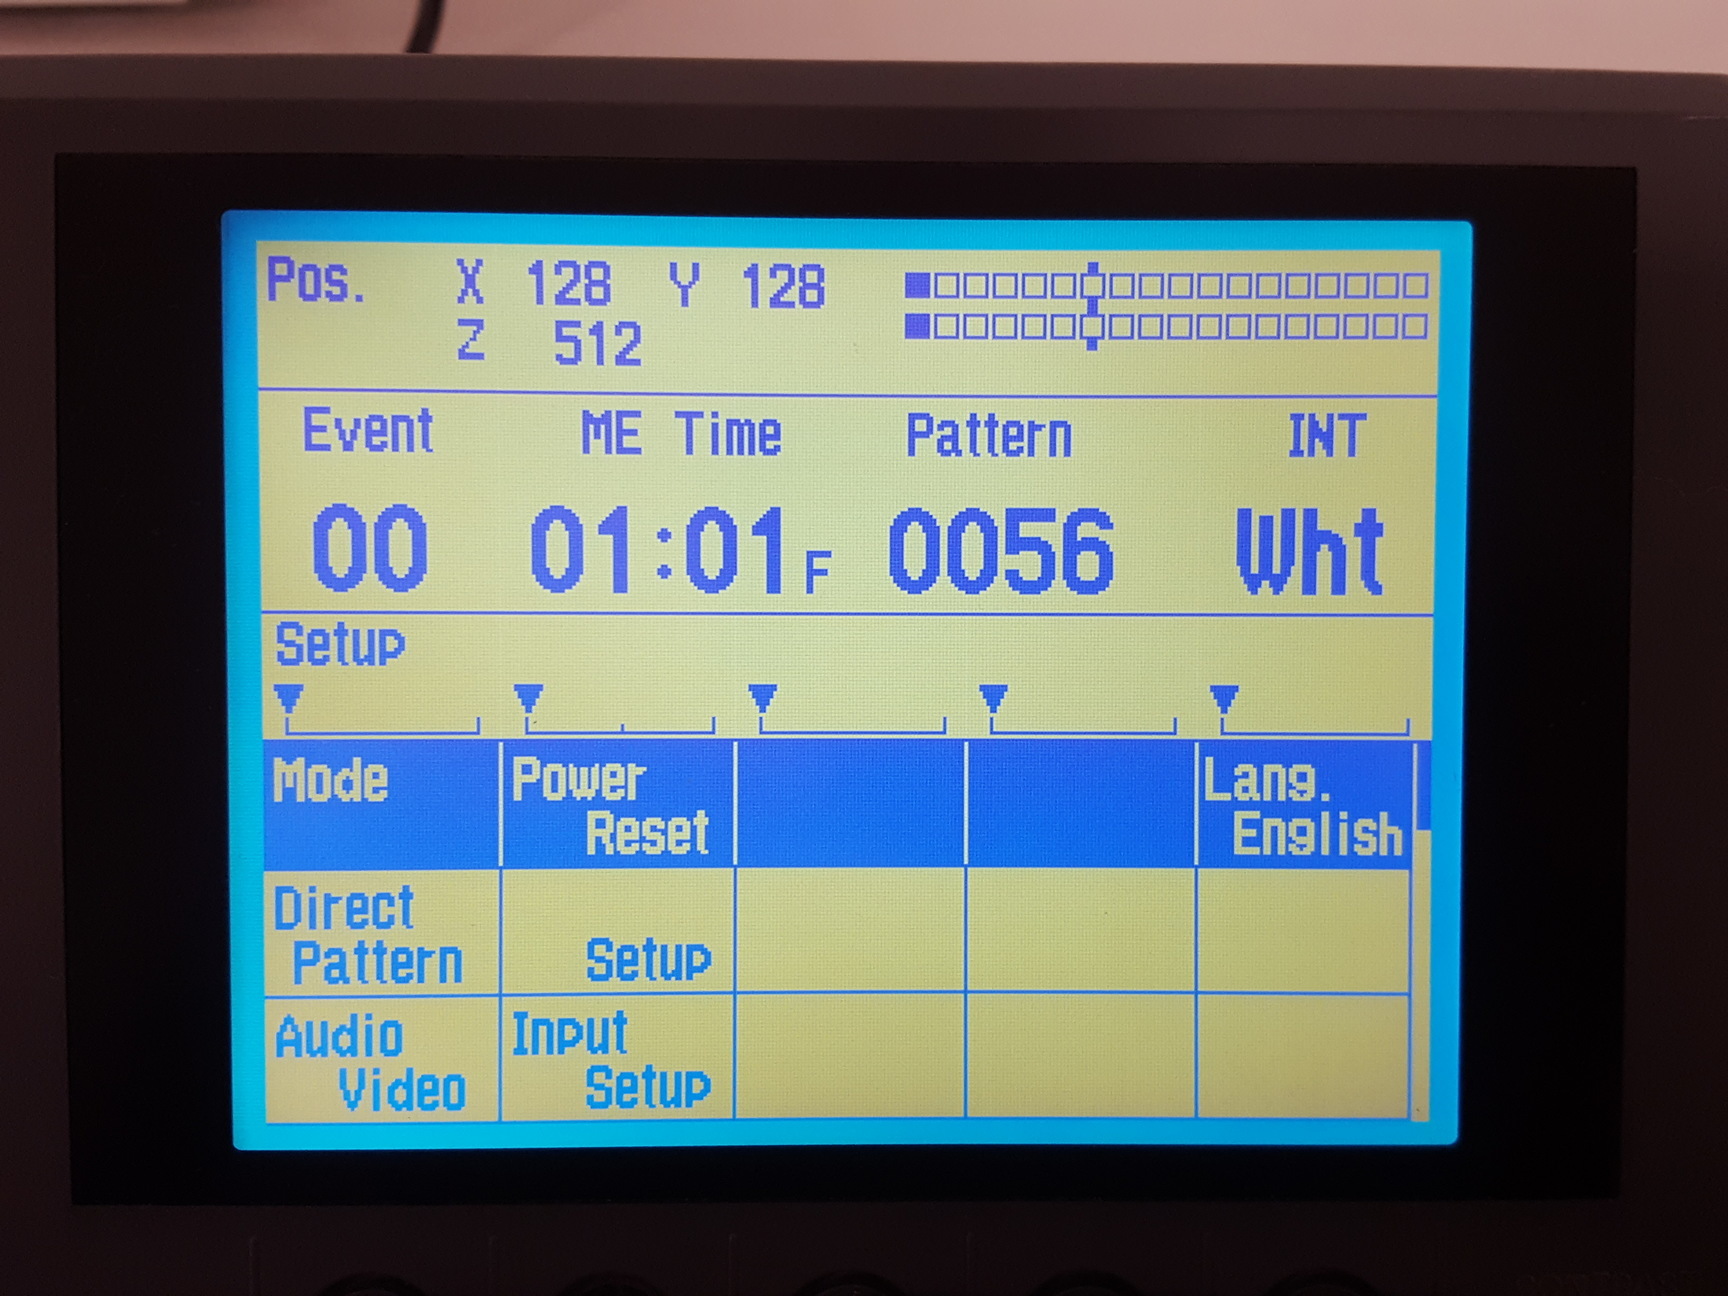 Pos. X 128 Y 128
Z 512
Event ME Time Pattern INT
00 01:01F 0056 Wht
Setup
Mode Power Lang.
Reset English
Direct
Pattern Setup
Audio Input
Video Setup